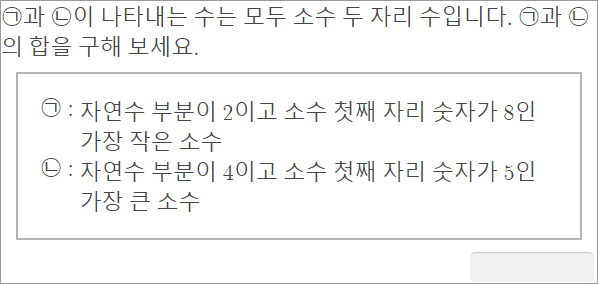 ㉠과 ㉡이 나타내는 수는 모두 소수 두 자리 수입니다. ㉠과 ㉡
의 합을 구해 보세요.
㉠ : 자연수 부분이 2이고 소수 첫째 자리 숫자가 8인
가장 작은 소수
㉡ : 자연수 부분이 4이고 소수 첫째 자리 숫자가 5인
가장 큰 소수